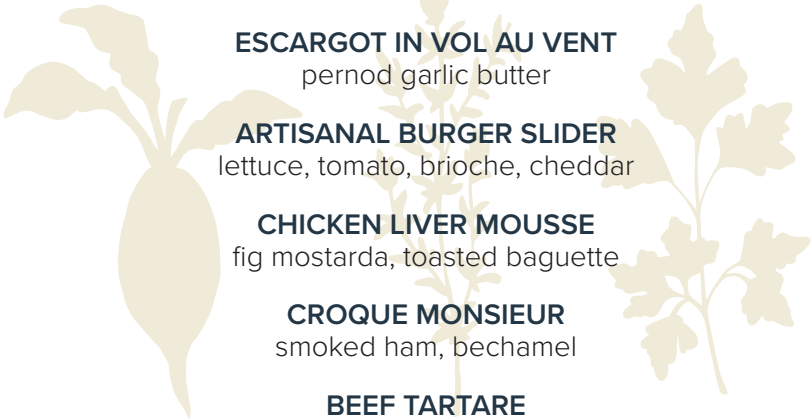 ESCARGOT IN VOL AU VENT
pernod garlic butter
ARTISANAL BURGER SLIDER
lettuce, tomato, brioche, cheddar
CHICKEN LIVER MOUSSE
fig mostarda, toasted baguette
CROQUE MONSIEUR
smoked ham, bechamel
BEEF TARTARE